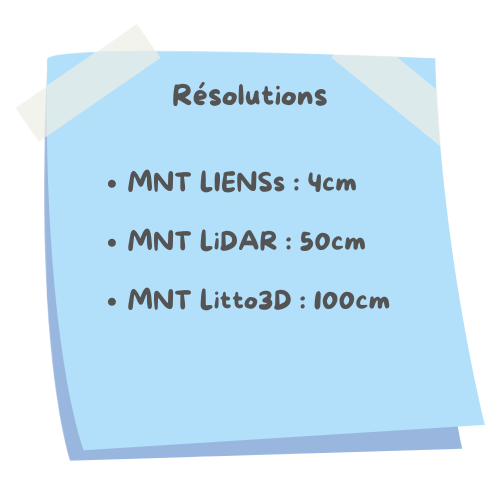 Résolutions
• MNT LIENSs : 4cm
• MNT LiDAR : 50cm
• MNT Litto3D : 100cm